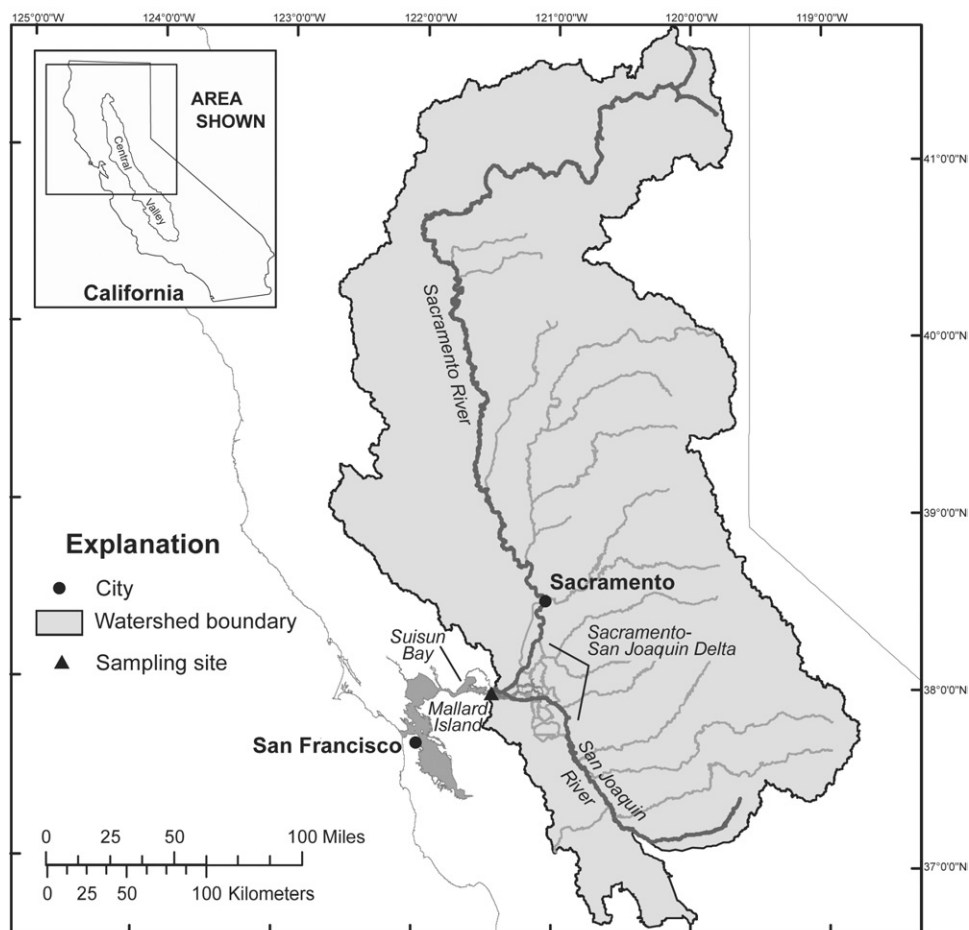 125°0'0"W
124°0'0"W
123°0'0"W
122°0'0"W
121°0'0"W
120°0'0"W
119°0'0"W
AREA
SHOWN
Central
Valley
California
41°0'0"N
40°0'0"N
39°0'0"N
38°0'0"N
37°0'0"N
Sacramento River
Explanation
City
Watershed boundary
Sampling site
Sacramento
Sacramento-
San Joaquin Delta
Suisun
Bay
Mallard
Island
San Francisco
San Joaquin
River
0 25 50 100 Miles
0 25 50 100 Kilometers